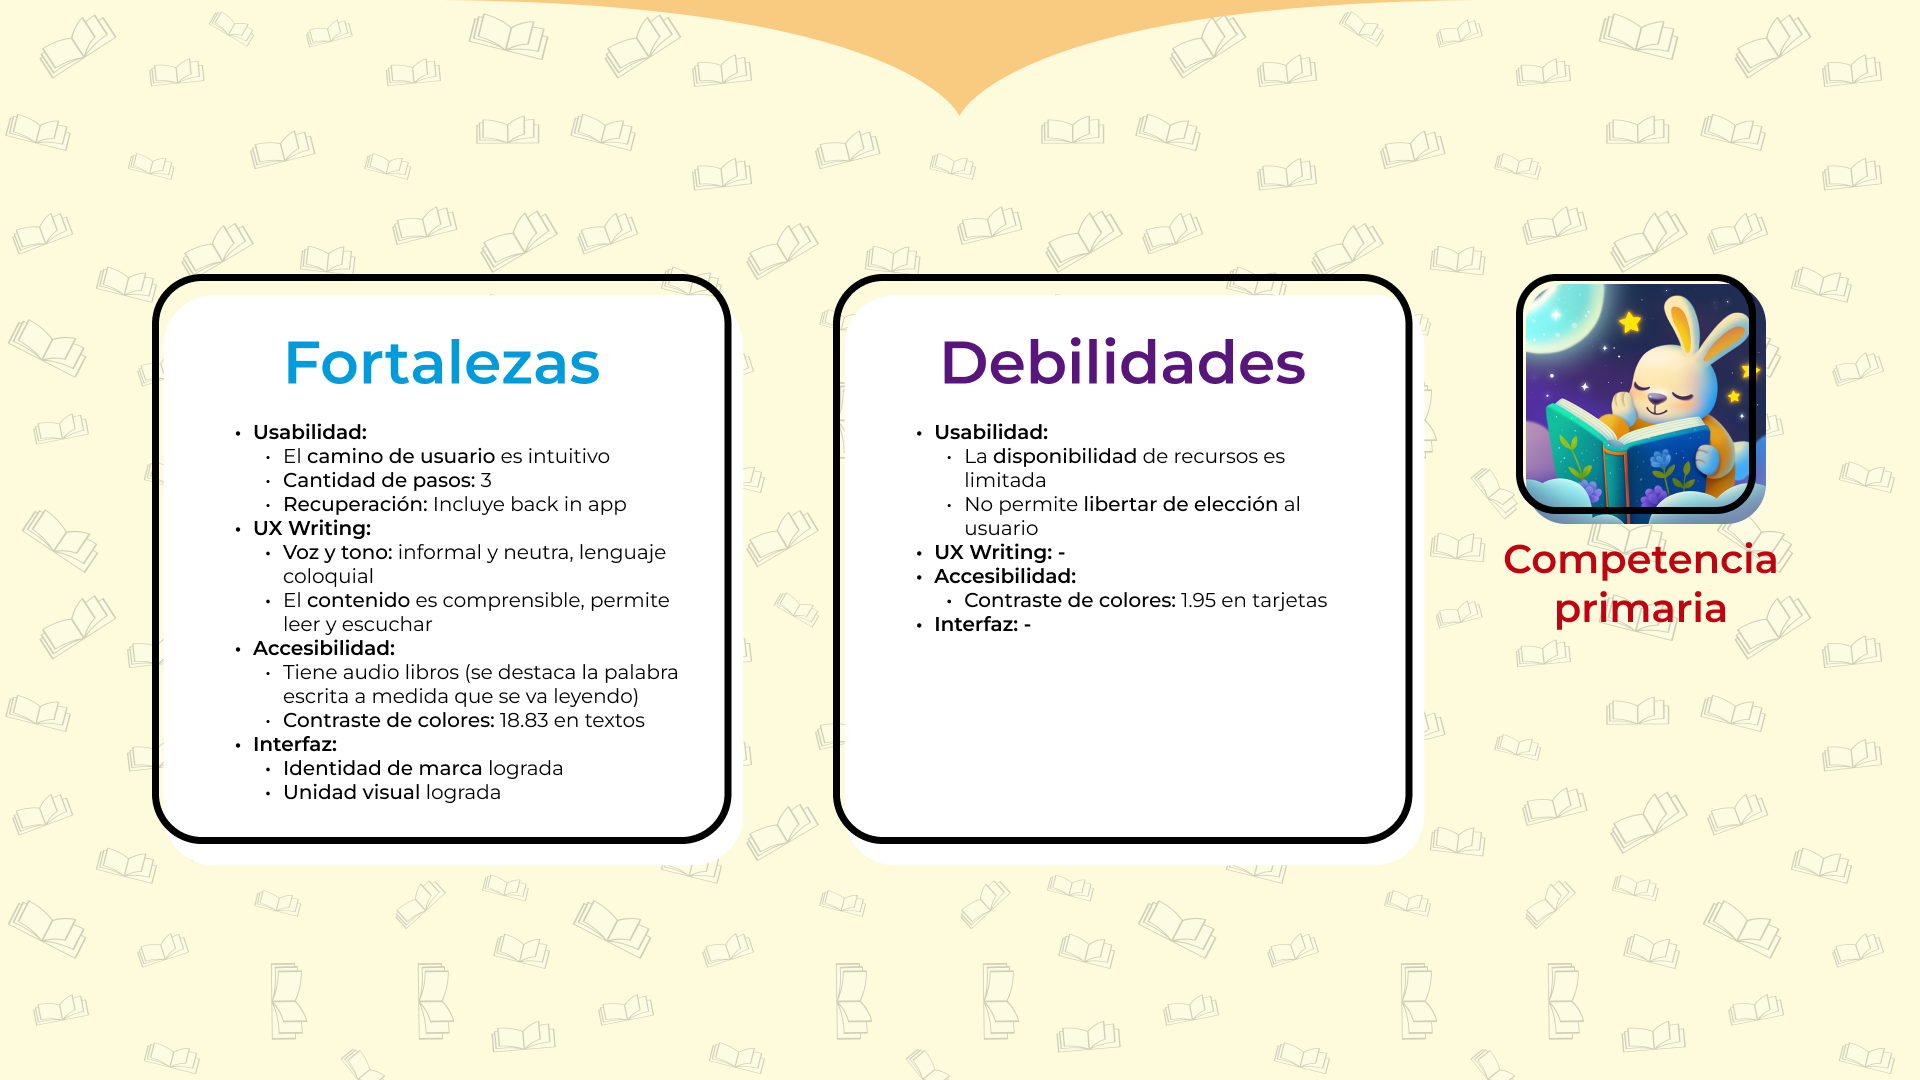 Fortalezas
• Usabilidad:
• El camino de usuario es intuitivo
• Cantidad de pasos: 3
• Recuperación: Incluye back in app
• UX Writing:
• Voz y tono: informal y neutra, lenguaje
coloquial
• El contenido es comprensible, permite
leer y escuchar
• Accesibilidad:
• Tiene audio libros (se destaca la palabra
escrita a medida que se va leyendo)
• Contraste de colores: 18.83 en textos
• Interfaz:
• Identidad de marca lograda
• Unidad visual lograda
Debilidades
• Usabilidad:
• La disponibilidad de recursos es
limitada
• No permite libertar de elección al
usuario
• UX Writing: -
• Accesibilidad:
• Contraste de colores: 1.95 en tarjetas
• Interfaz: -
Competencia
primaria